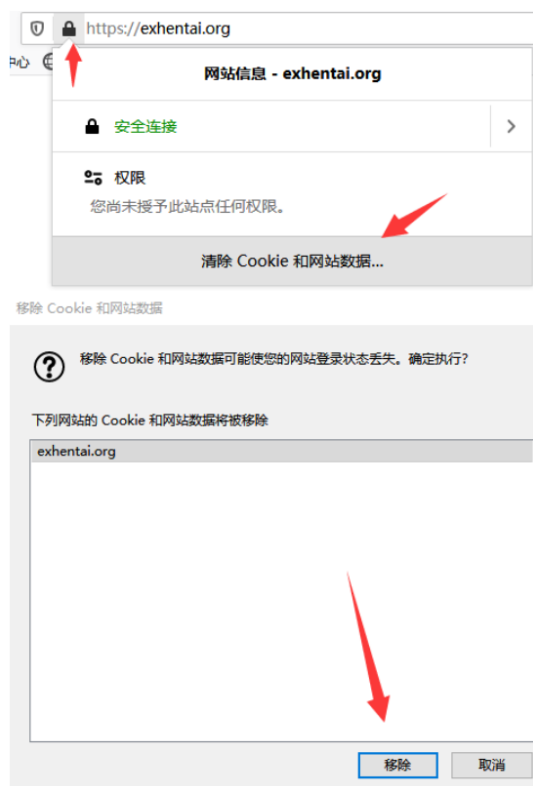 https://exhentai.org
中心
网站信息 - exhentai.org
安全连接
权限
您尚未授予此站点任何权限。
清除 Cookie 和网站数据...
移除 Cookie 和网站数据
移除 Cookie 和网站数据可能使您的网站登录状态丢失。确定执行?
下列网站的 Cookie 和网站数据将被移除
exhentai.org
移除
取消